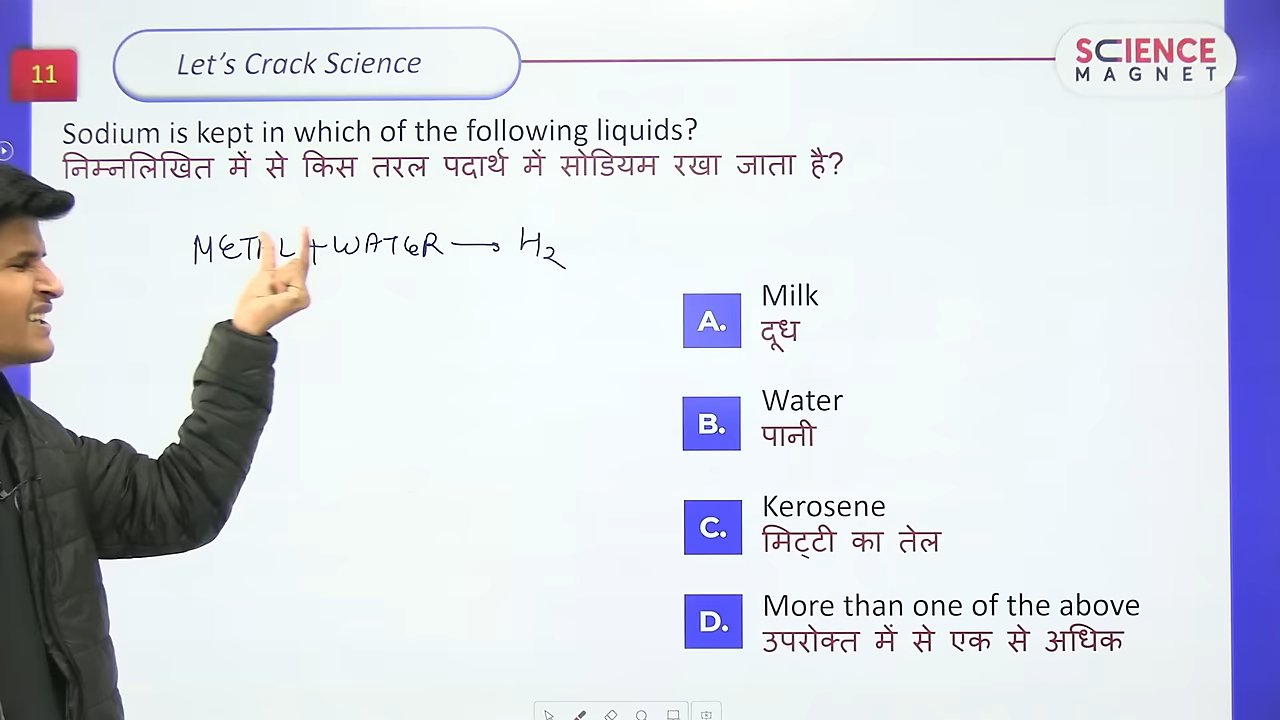 11
Let's Crack Science
SCIENCE
MAGNET
Sodium is kept in which of the following liquids?
निम्नलिखित में से किस तरल पदार्थ में सोडियम रखा जाता है?
METAL + WATER → H₂
A.
Milk
दूध
B.
Water
पानी
C.
Kerosene
मिट्टी का तेल
D.
More than one of the above
उपरोक्त में से एक से अधिक